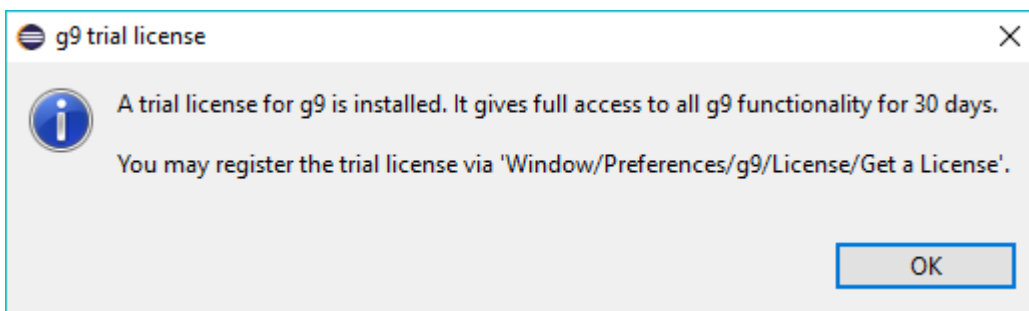 g9 trial license
A trial license for g9 is installed. It gives full access to all g9 functionality for 30 days.
You may register the trial license via 'Window/Preferences/g9/License/Get a License'.
OK